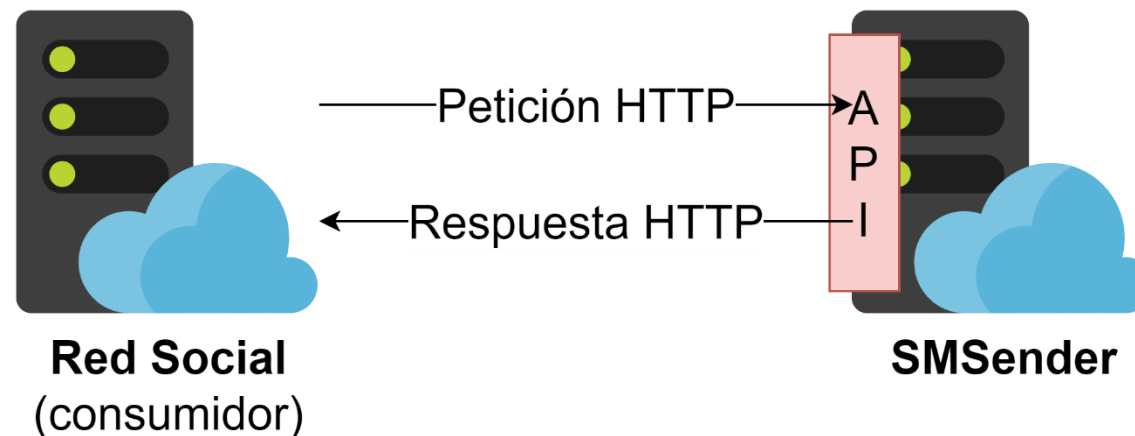 Petición HTTP
Respuesta HTTP
A
P
I
Red Social
(consumidor)
SMSender